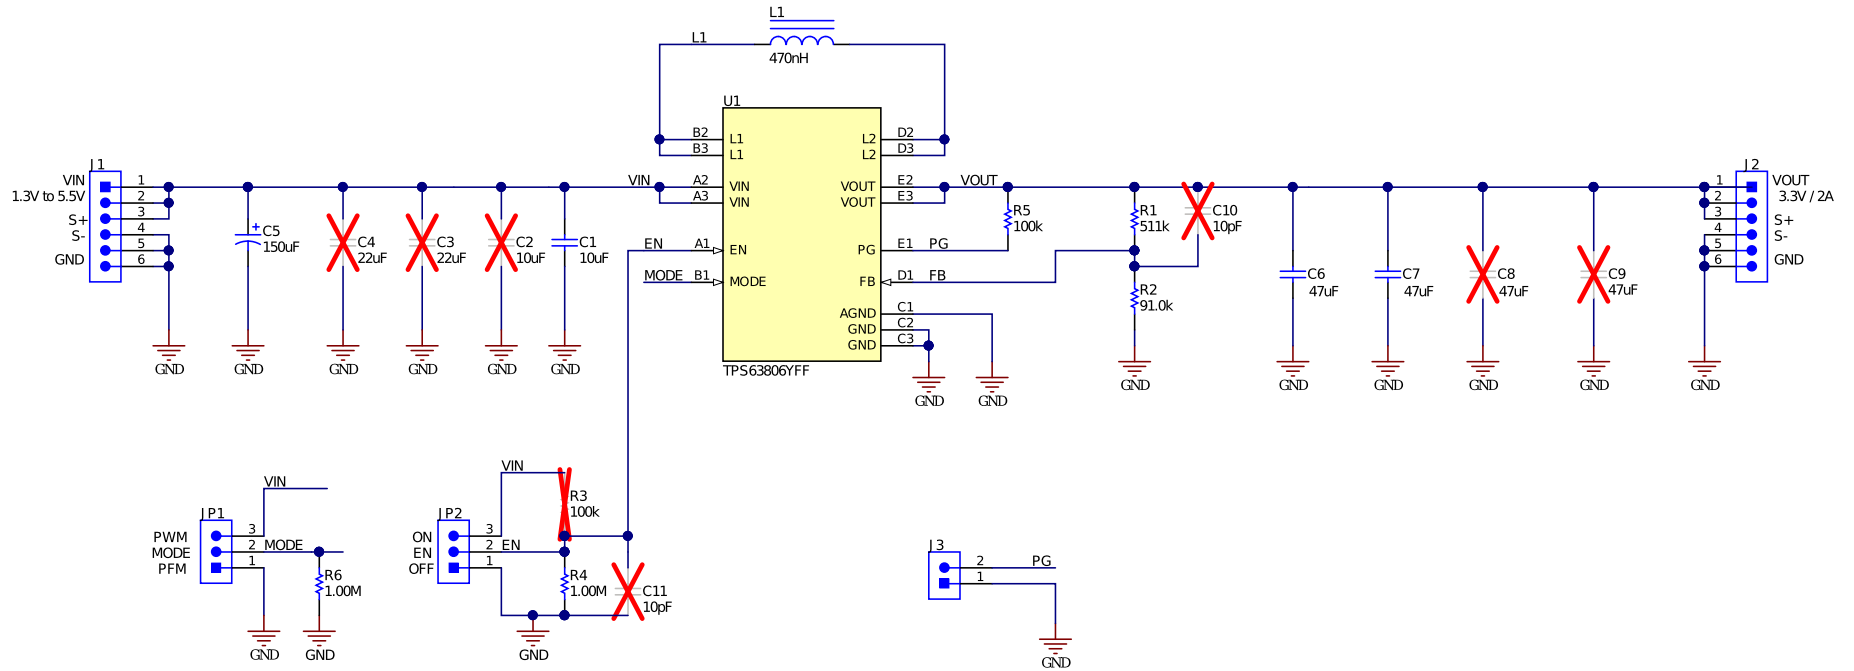 L1
L1
470nH
U1
B2 L1 L2 D2
B3 L1 L2 D3
J1
J2
VIN 1 VIN A2 VIN VOUT E2 VOUT 1 VOUT
1.3V to 5.5V 2 A3 VIN VOUT E3 2 3.3V / 2A
S+ 3 3 S+
S- 4 4 S-
5 5
GND 6 6 GND
C5
150uF
C4
22uF
C3
22uF
C2
10uF
C1
10uF
EN A1 EN PG E1 PG
MODE B1 MODE FB D1 FB
AGND C1
GND C2
GND C3
TPS63806YFF
R5
100k
R1
511k
C10
10pF
R2
91.0k
C6
47uF
C7
47uF
C8
47uF
C9
47uF
GND GND GND GND GND GND
GND GND
GND GND GND GND GND GND
VIN
JP1
PWM 3
MODE 2 MODE
PFM 1
R6
1.00M
GND GND
VIN
R3
100k
JP2
ON 3
EN 2 EN
OFF 1
R4
1.00M
C11
10pF
GND
J3
2 PG
1
GND